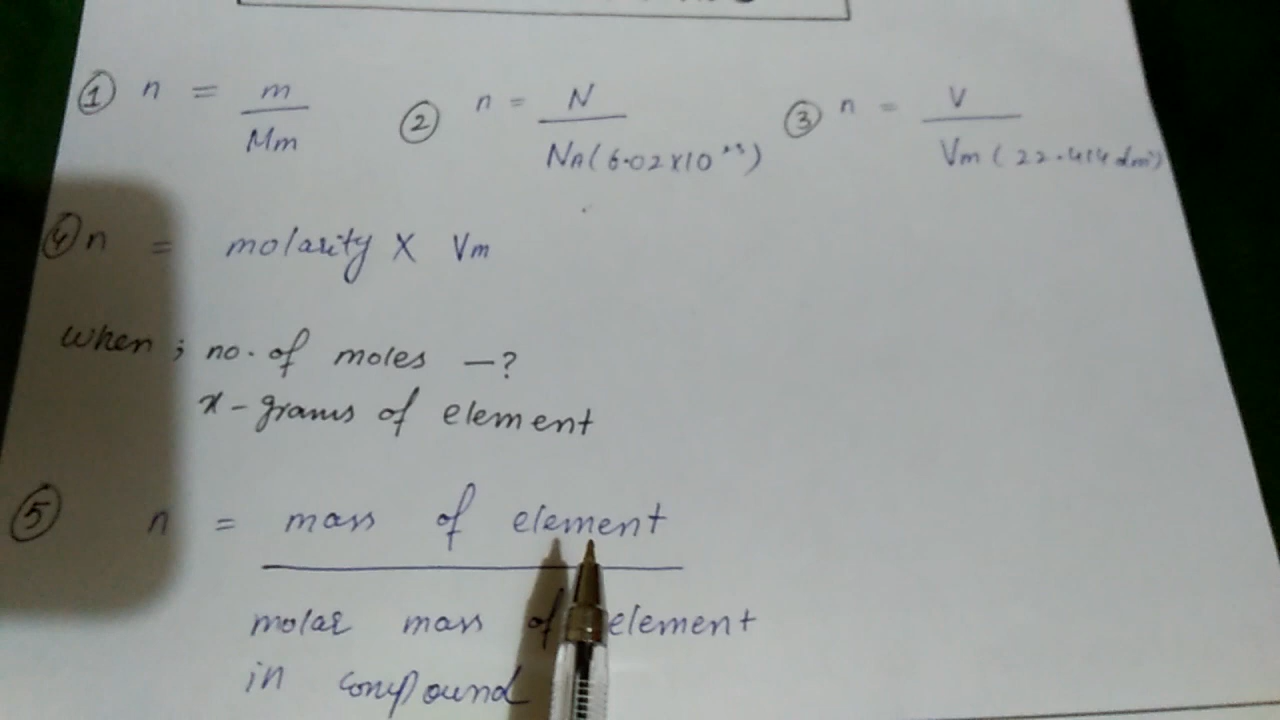 ① n = m / Mm ② n = N / NA (6.02x10²³) ③ n = V / Vm (22.414 dm³)
④ n = molarity X Vm
when ; no. of moles —?
x - grams of element
⑤ n = mass of element
molar mass of element
in compound